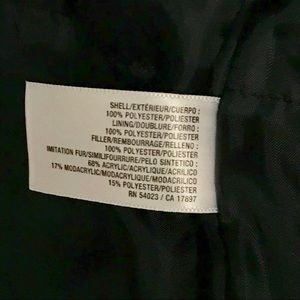 SHELL/EXTÉRIEUR/CUERPO :
100% POLYESTER/POLIESTER
LINING/DOUBLURE/FORRO :
100% POLYESTER/POLIESTER
FILLER/REMBOURRAGE/RELLENO :
100% POLYESTER/POLIESTER
IMITATION FUR/SIMILIFOURRURE/PELO SINTETICO :
68% ACRYLIC/ACRYLIQUE/ACRILICO
17% MODACRYLIC/MODACRYLIQUE/MODACRILICO
15% POLYESTER/POLIESTER
RN 54023 / CA 17897